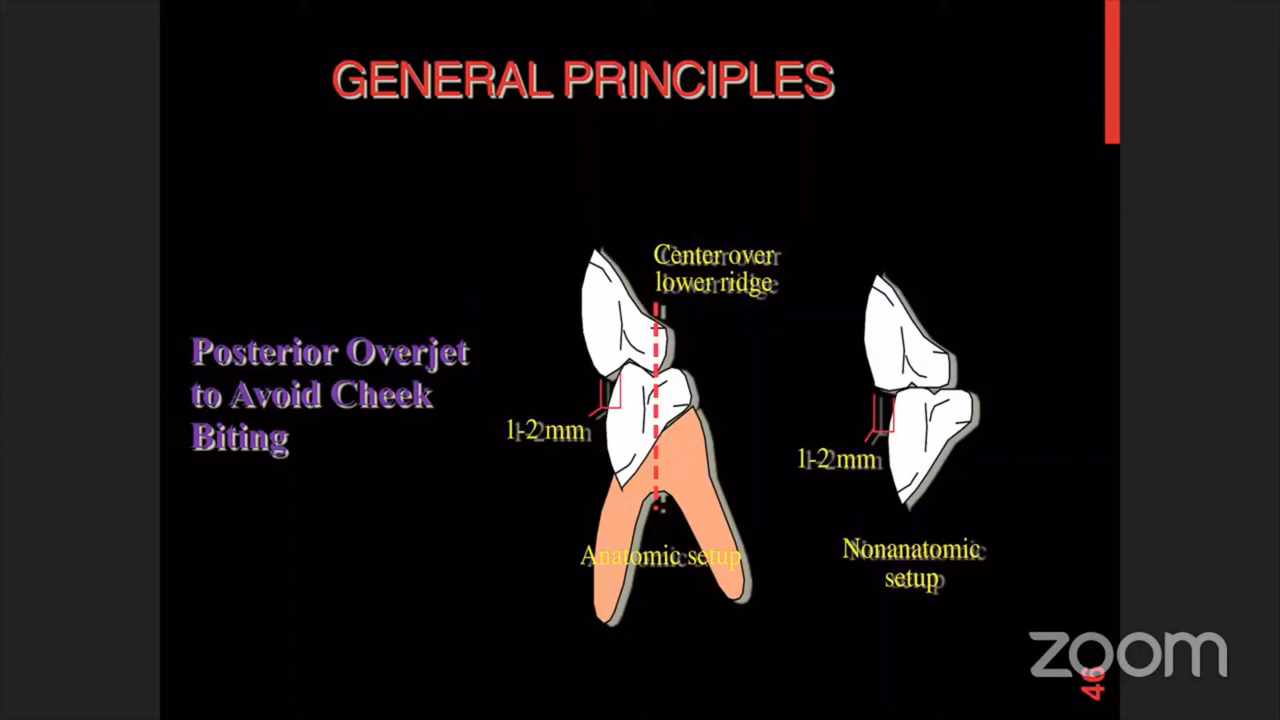 GENERAL PRINCIPLES
Center over
lower ridge
Posterior Overjet
to Avoid Cheek
Biting
1-2 mm
1-2 mm
Anatomic setup
Nonanatomic
setup
zoom
46